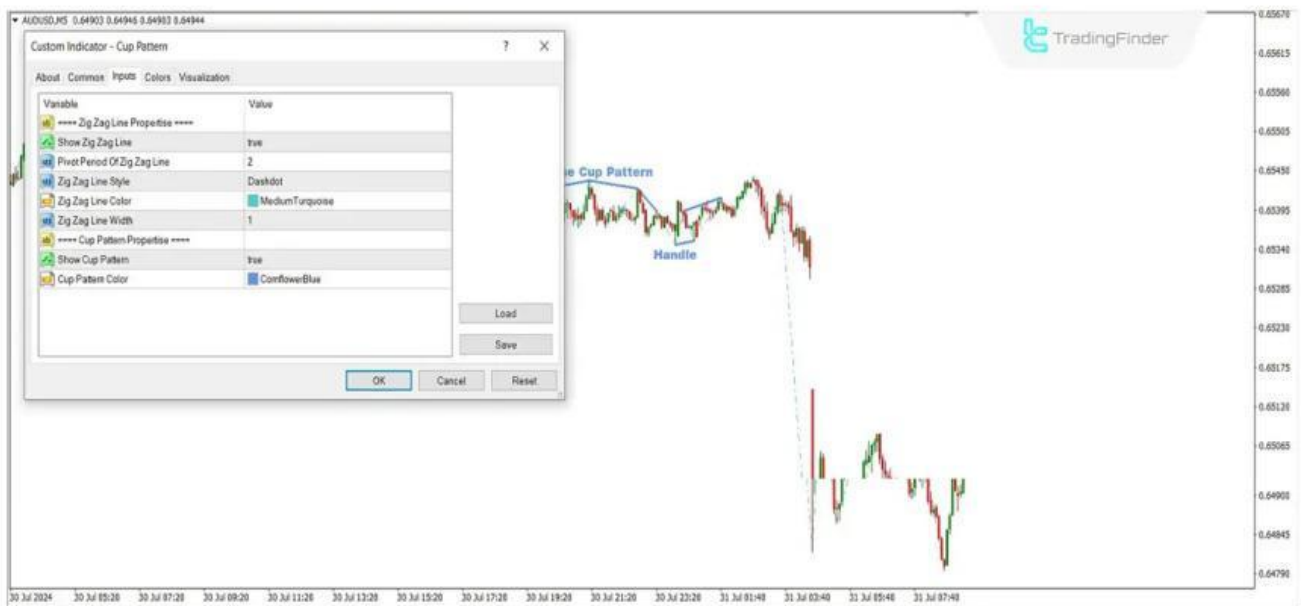 AUDUSD,M5 0.64903 0.64946 0.64903 0.64944
TradingFinder
Custom Indicator - Cup Pattern
? X
About Common Inputs Colors Visualization
Variable Value
==== Zig Zag Line Propertise ====
Show Zig Zag Line true
Pivot Period Of Zig Zag Line 2
Zig Zag Line Style Dashdot
Zig Zag Line Color MediumTurquoise
Zig Zag Line Width 1
==== Cup Pattern Propertise ====
Show Cup Pattern true
Cup Pattern Color CornflowerBlue
Load
Save
OK Cancel Reset
se Cup Pattern
Handle
0.65670
0.65615
0.65560
0.65505
0.65450
0.65395
0.65340
0.65285
0.65230
0.65175
0.65120
0.65065
0.64900
0.64845
0.64790
30 Jul 2024 30 Jul 05:20 30 Jul 07:20 30 Jul 09:20 30 Jul 11:20 30 Jul 13:20 30 Jul 15:20 30 Jul 17:20 30 Jul 19:20 30 Jul 21:20 30 Jul 23:20 31 Jul 01:40 31 Jul 03:40 31 Jul 05:40 31 Jul 07:40